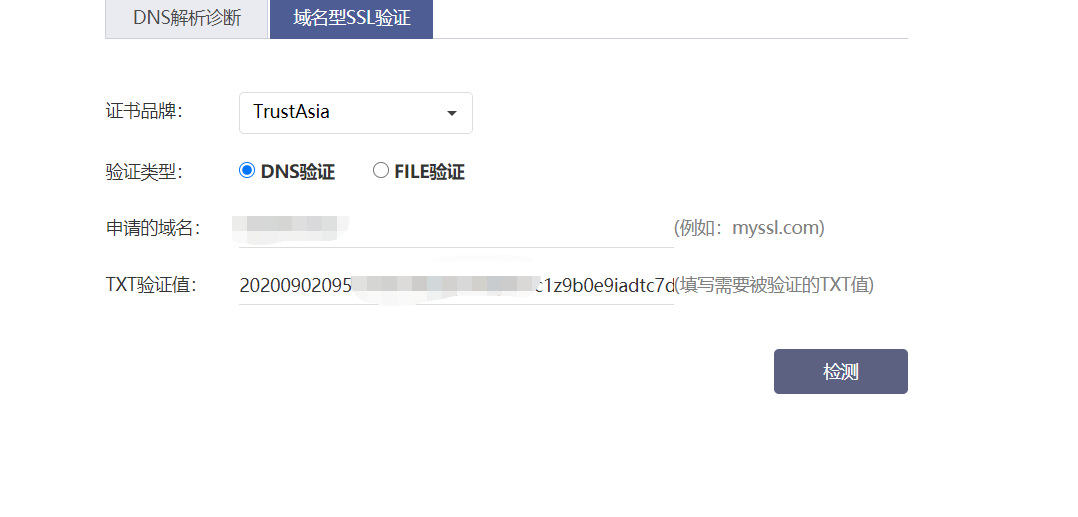 DNS解析诊断 域名型SSL验证
证书品牌： TrustAsia
验证类型： DNS验证 FILE验证
申请的域名： (例如：myssl.com)
TXT验证值： 20200902095 c1z9b0e9iadtc7d(填写需要被验证的TXT值)
检测